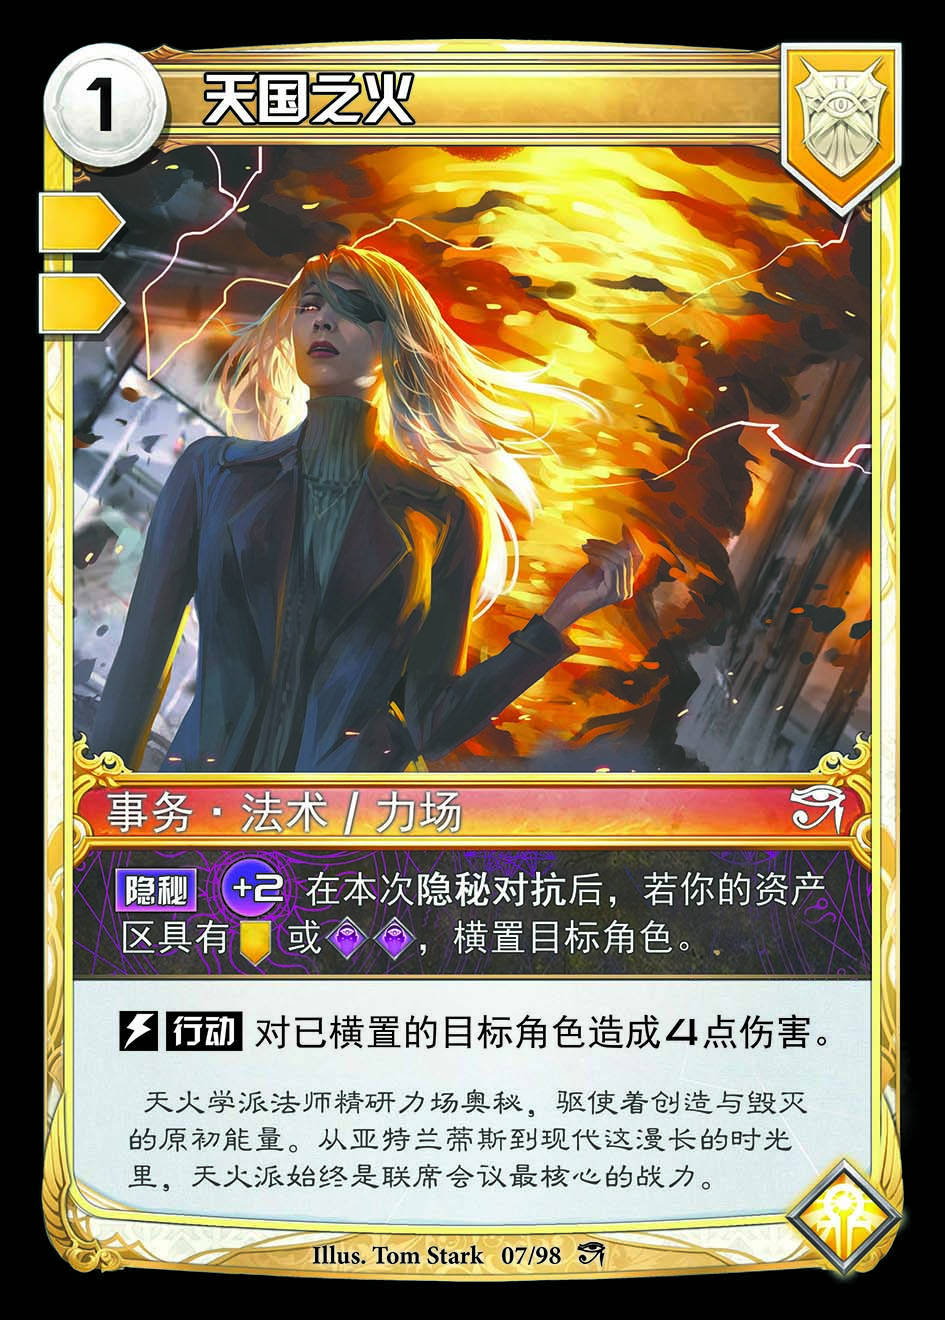 1
天国之火
事务·法术/力场
隐秘 +2 在本次隐秘对抗后，若你的资产
区具有 或 ，横置目标角色。
行动 对已横置的目标角色造成4点伤害。
天火学派法师精研力场奥秘，驱使着创造与毁灭
的原初能量。从亚特兰蒂斯到现代这漫长的时光
里，天火派始终是联席会议最核心的战力。
Illus. Tom Stark 07/98